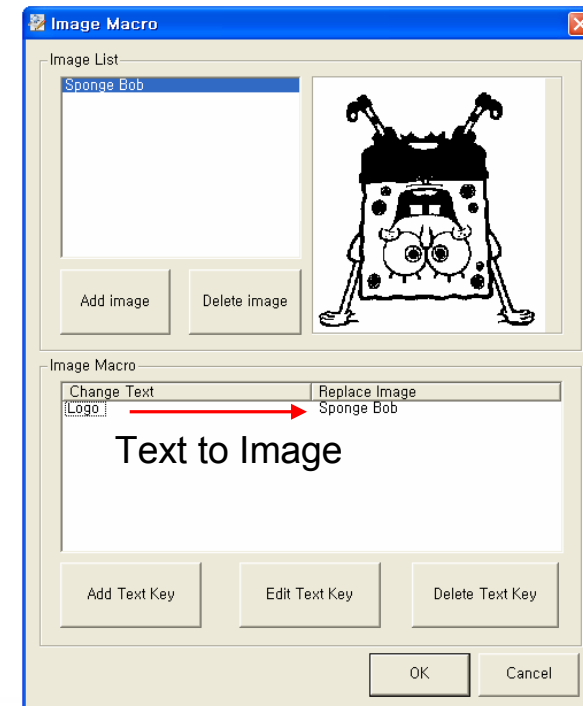 Image Macro
Image List
Sponge Bob
Add image
Delete image
Image Macro
Change Text Replace Image
Logo Sponge Bob
Text to Image
Add Text Key
Edit Text Key
Delete Text Key
OK
Cancel